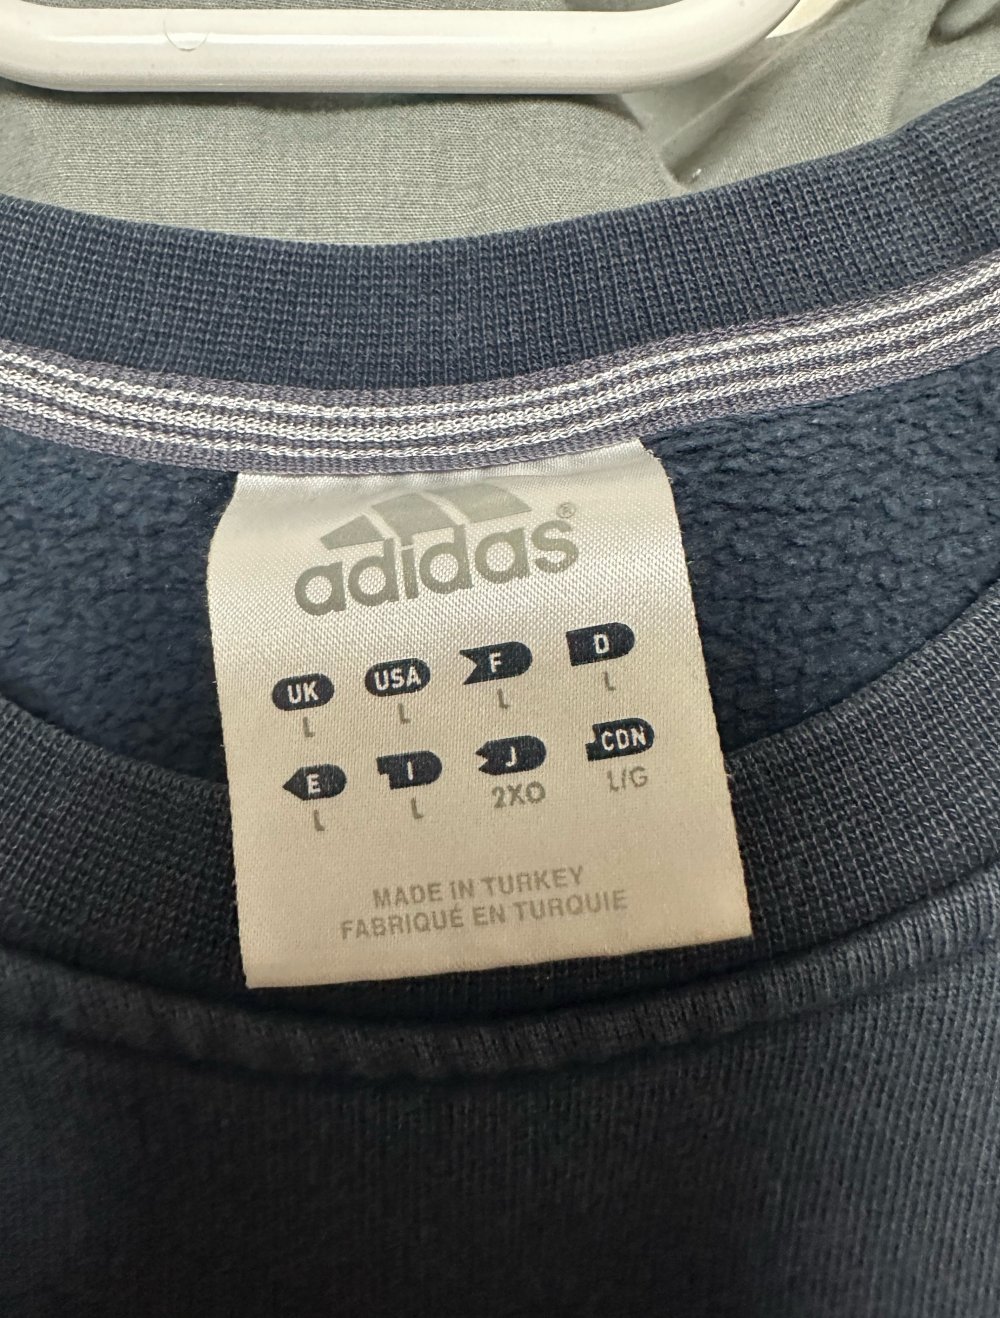 adidas®
UK USA F D
L L L L
E I J CDN
L L 2XO L/G
MADE IN TURKEY
FABRIQUÉ EN TURQUIE